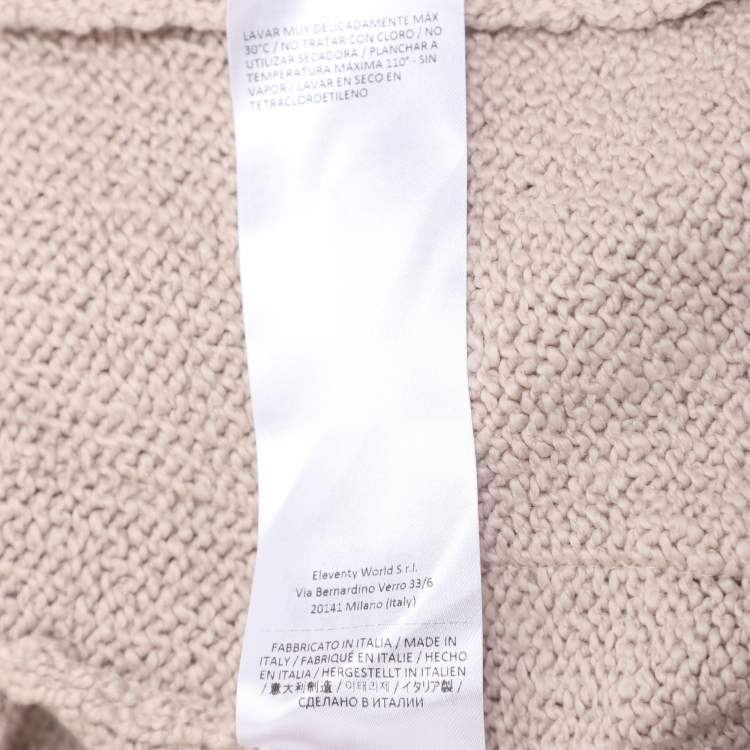 LAVAR MUY DELICADAMENTE MÁX
30°C / NO TRATAR CON CLORO / NO
UTILIZAR SECADORA / PLANCHAR A
TEMPERATURA MÁXIMA 110° - SIN
VAPOR / LAVAR EN SECO EN
TETRACLOROETILENO
Eleventy World S.r.l.
Via Bernardino Verro 33/6
20141 Milano (Italy)
FABBRICATO IN ITALIA / MADE IN
ITALY / FABRIQUÉ EN ITALIE / HECHO
EN ITALIA / HERGESTELLT IN ITALIEN
/ 意大利制造 / 이태리제 / イタリア製 /
СДЕЛАНО В ИТАЛИИ